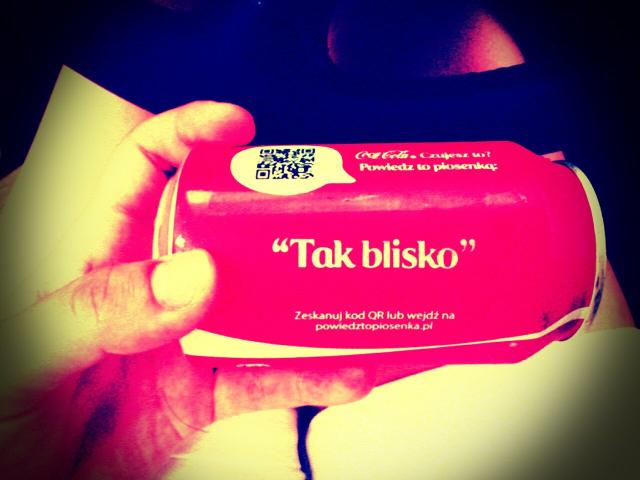 Coca-Cola. Czujesz to?
Powiedz to piosenką:
“Tak blisko”
Zeskanuj kod QR lub wejdź na
powiedztopiosenka.pl